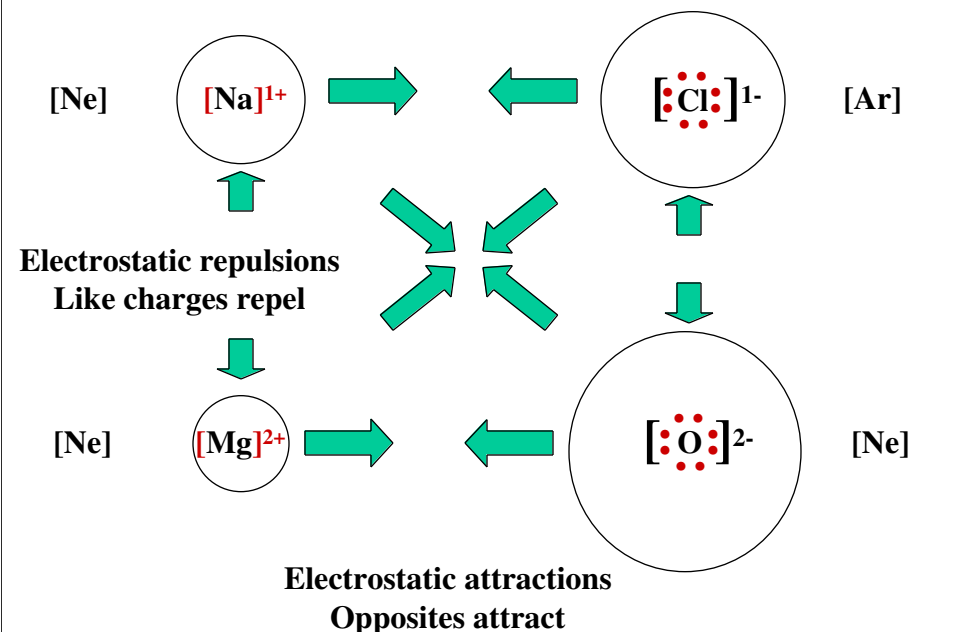 [Ne] [Na]1+ [Cl]1- [Ar]
Electrostatic repulsions
Like charges repel
[Ne] [Mg]2+ [O]2- [Ne]
Electrostatic attractions
Opposites attract